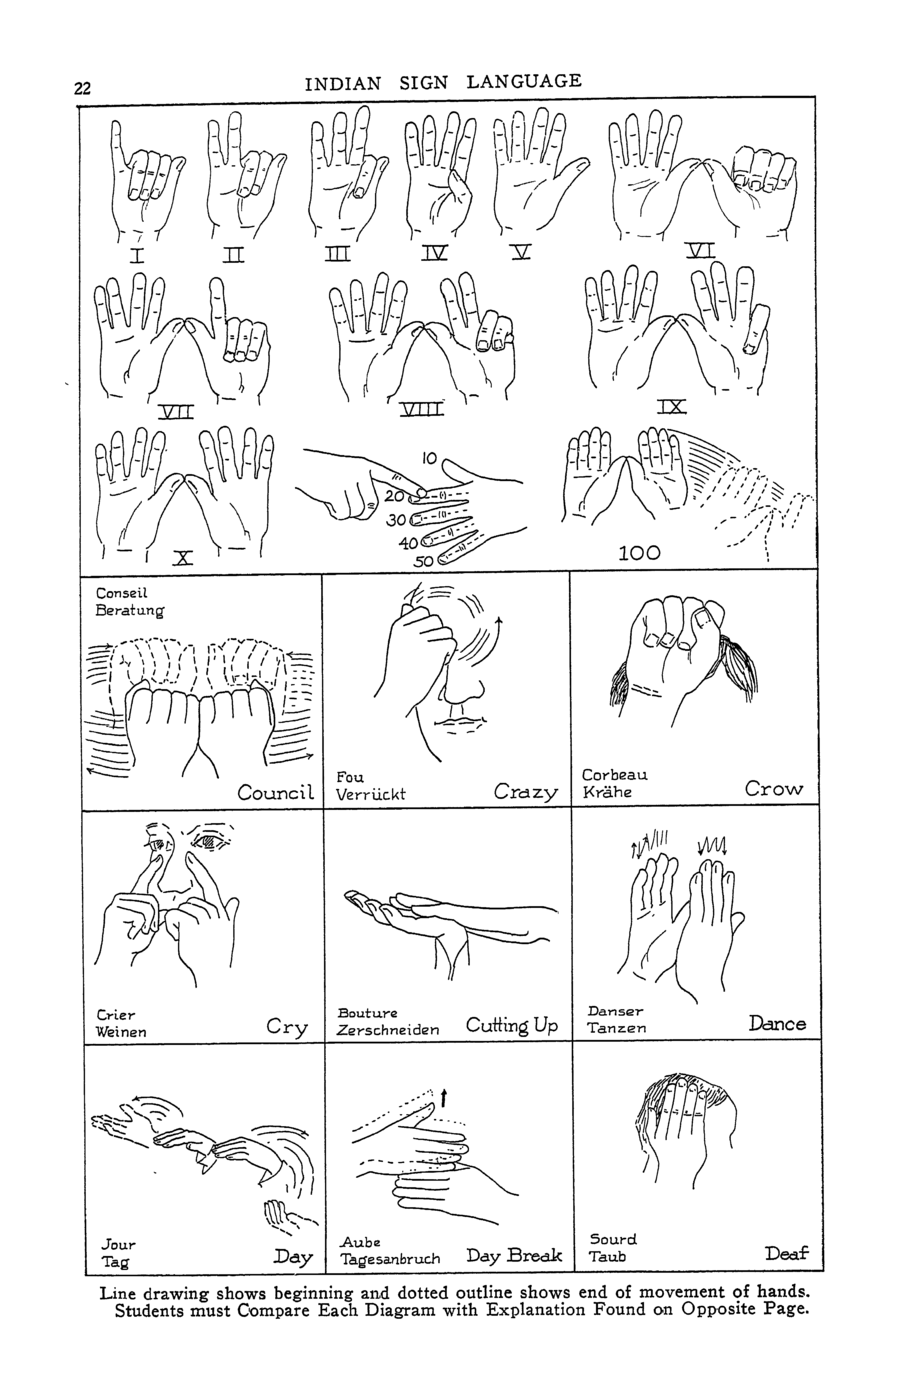 22
INDIAN SIGN LANGUAGE
I
II
III
IV
V
VI
VII
VIII
IX
10
20
30
40
50
X
100
Conseil
Beratung
Council
Fou
Verrückt
Crazy
Corbeau
Krähe
Crow
Crier
Weinen
Cry
Bouture
Zerschneiden
Cutting Up
Danser
Tanzen
Dance
Jour
Tag
Day
Aube
Tagesanbruch
Day Break
Sourd
Taub
Deaf
Line drawing shows beginning and dotted outline shows end of movement of hands.
Students must Compare Each Diagram with Explanation Found on Opposite Page.